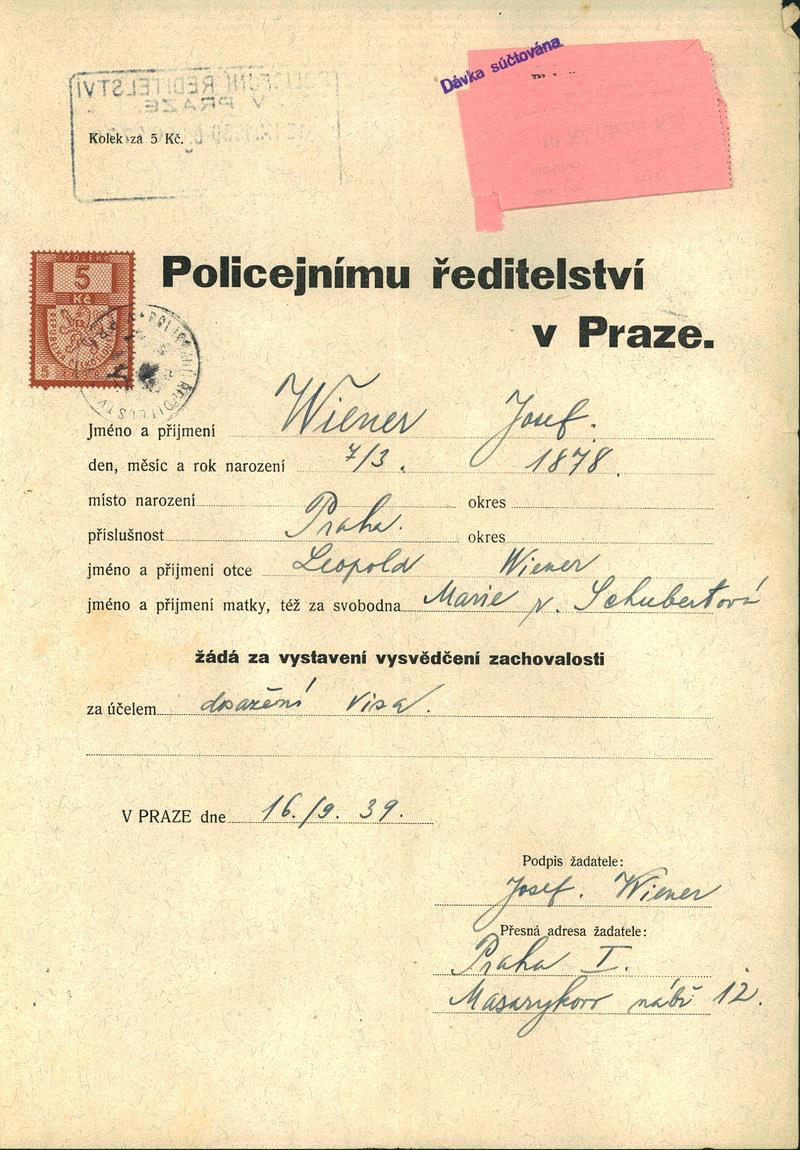 Dávka súčtována
Kolek za 5 Kč.
5
Kč
Policejnímu ředitelství
v Praze.
Jméno a příjmení Wiener Josef.
den, měsíc a rok narození 7/3. 1878.
místo narození okres
příslušnost Praha. okres
jméno a příjmení otce Leopold Wiener
jméno a příjmení matky, též za svobodna Marie r. Schubertová
žádá za vystavení vysvědčení zachovalosti
za účelem dosažení visa.
V PRAZE dne 16./9. 39.
Podpis žadatele:
Josef. Wiener
Přesná adresa žadatele:
Praha I.
Masarykovo nábř 12.